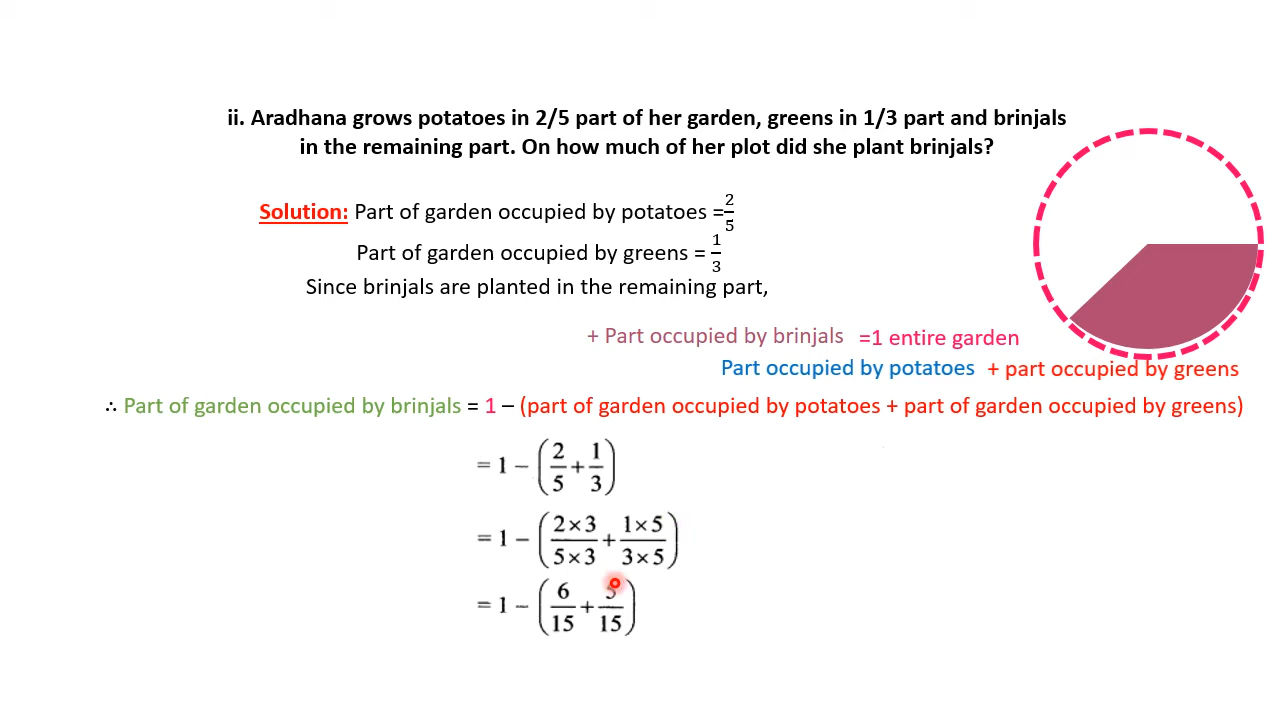 ii. Aradhana grows potatoes in 2/5 part of her garden, greens in 1/3 part and brinjals
in the remaining part. On how much of her plot did she plant brinjals?
Solution: Part of garden occupied by potatoes =2/5
Part of garden occupied by greens = 1/3
Since brinjals are planted in the remaining part,
+ Part occupied by brinjals =1 entire garden
Part occupied by potatoes + part occupied by greens
∴ Part of garden occupied by brinjals = 1 – (part of garden occupied by potatoes + part of garden occupied by greens)
= 1 − (2/5 + 1/3)
= 1 − (2×3/5×3 + 1×5/3×5)
= 1 − (6/15 + 5/15)